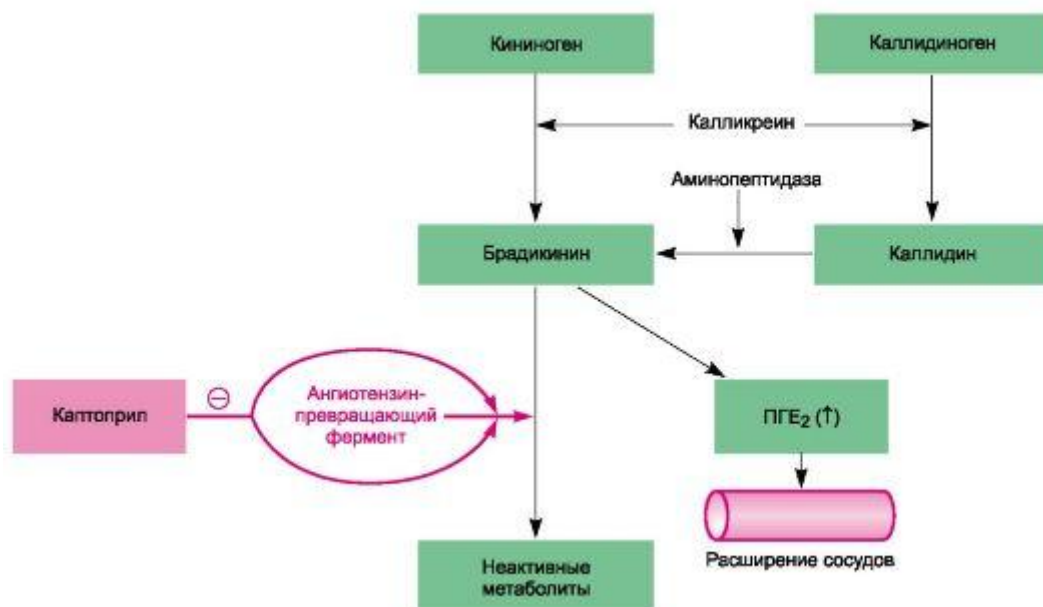 Кининоген
Каллидиноген
Калликреин
Аминопептидаза
Брадикинин
Каллидин
Каптоприл
⊖
Ангиотензин-
превращающий
фермент
ПГЕ₂ (↑)
Расширение сосудов
Неактивные
метаболиты